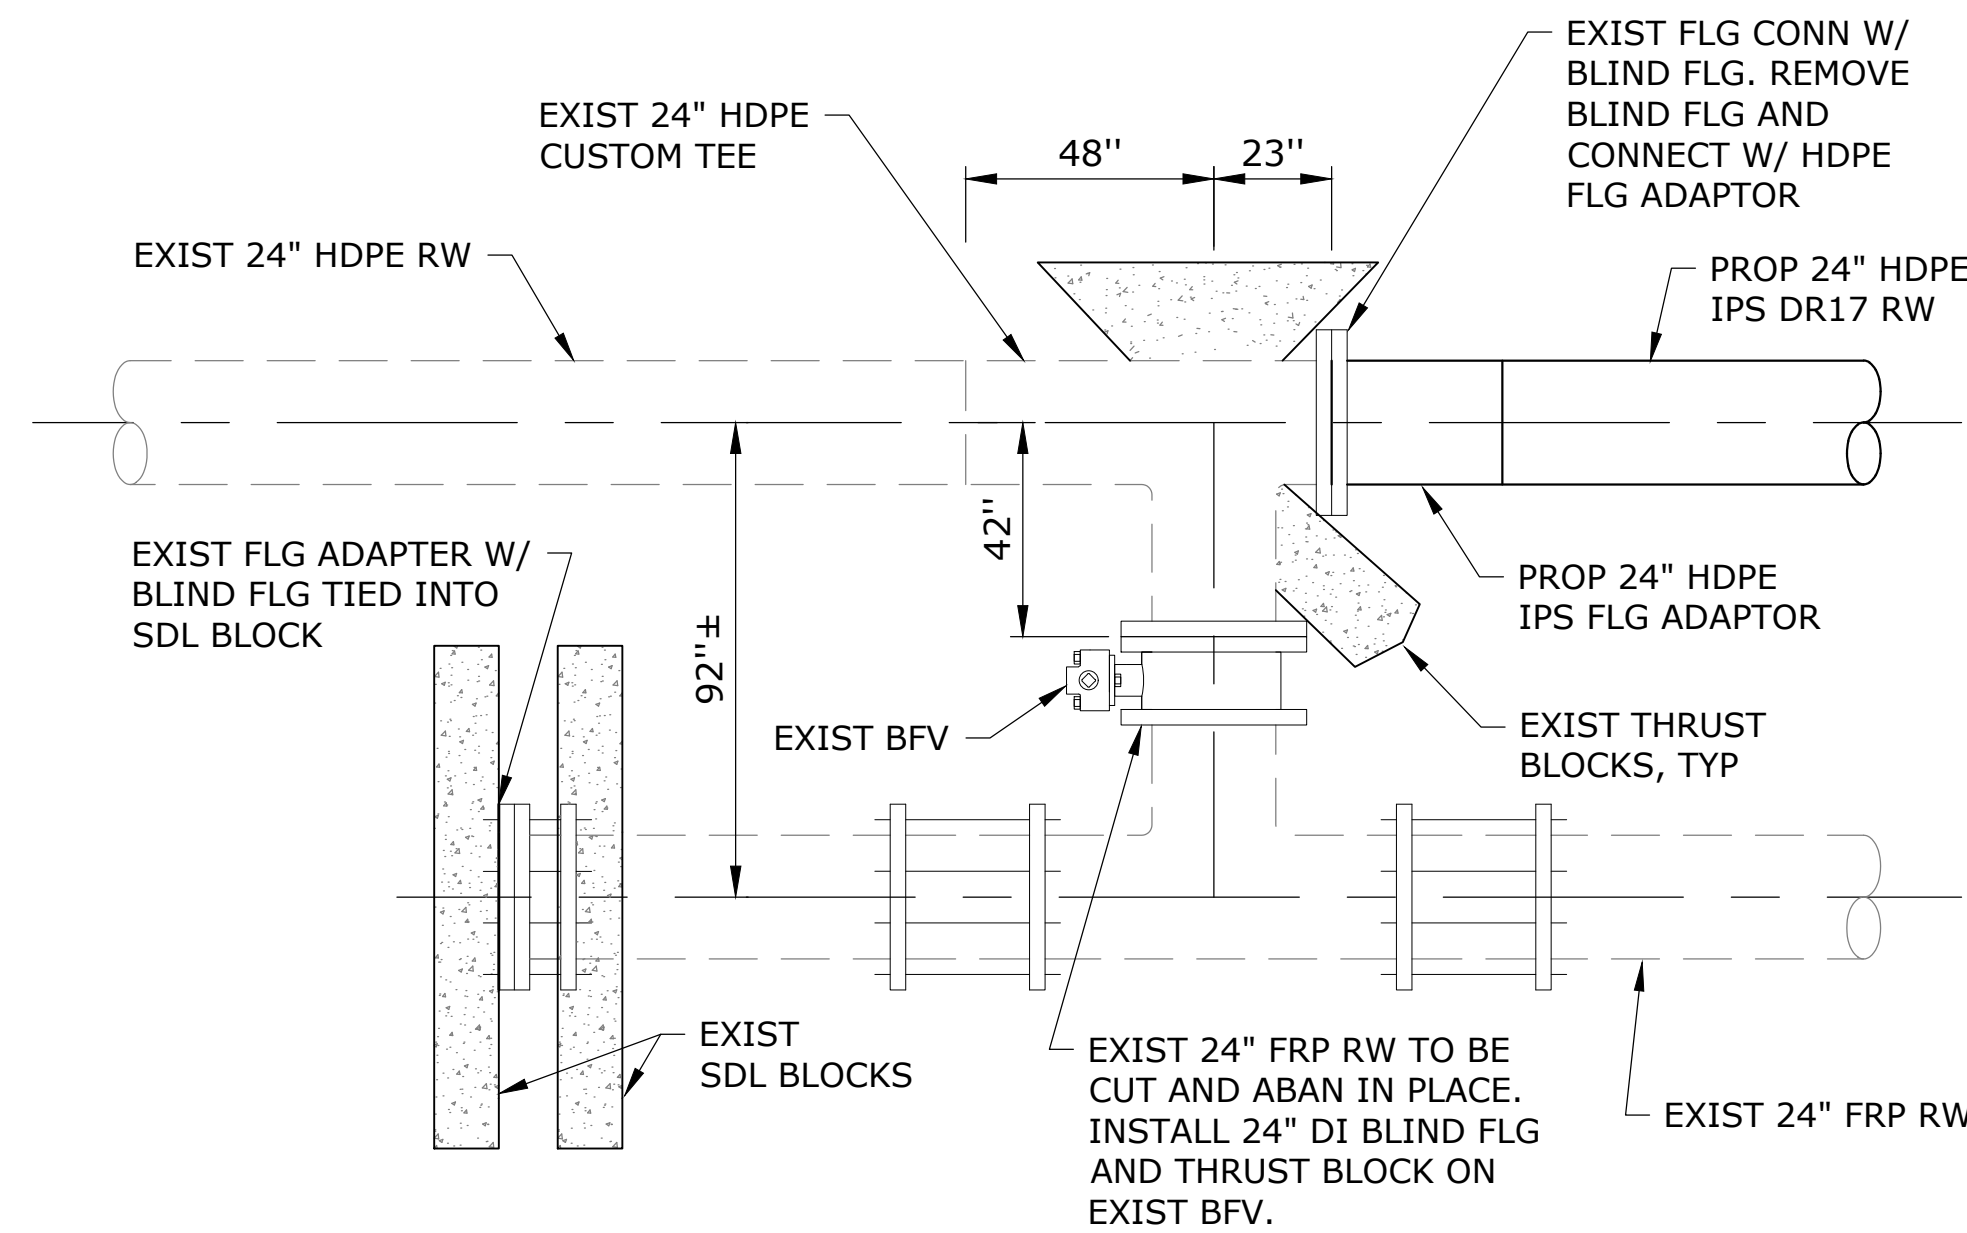 EXIST FLG CONN W/
BLIND FLG. REMOVE
BLIND FLG AND
CONNECT W/ HDPE
FLG ADAPTOR
EXIST 24" HDPE
CUSTOM TEE
48"
23"
EXIST 24" HDPE RW
PROP 24" HDPE
IPS DR17 RW
42"
92"±
EXIST FLG ADAPTER W/
BLIND FLG TIED INTO
SDL BLOCK
PROP 24" HDPE
IPS FLG ADAPTOR
EXIST BFV
EXIST THRUST
BLOCKS, TYP
EXIST
SDL BLOCKS
EXIST 24" FRP RW TO BE
CUT AND ABAN IN PLACE.
INSTALL 24" DI BLIND FLG
AND THRUST BLOCK ON
EXIST BFV.
EXIST 24" FRP RW